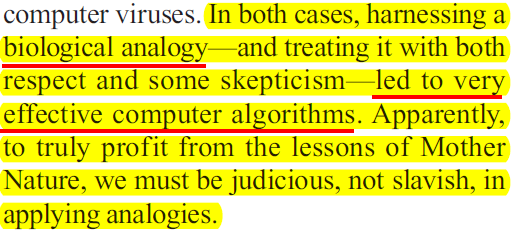 computer viruses. In both cases, harnessing a
biological analogy—and treating it with both
respect and some skepticism—led to very
effective computer algorithms. Apparently,
to truly profit from the lessons of Mother
Nature, we must be judicious, not slavish, in
applying analogies.